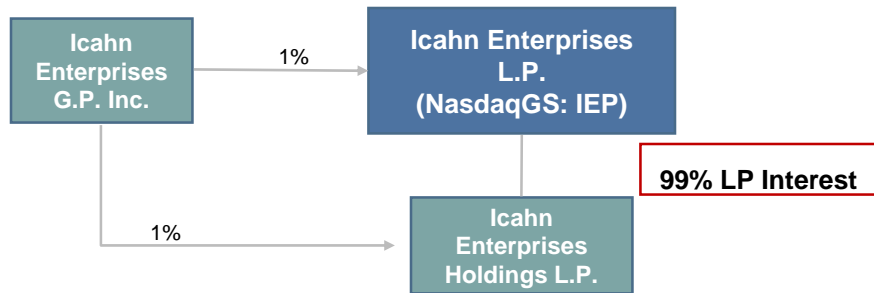 Icahn
Enterprises
G.P. Inc.
1%
Icahn Enterprises
L.P.
(NasdaqGS: IEP)
99% LP Interest
1%
Icahn
Enterprises
Holdings L.P.